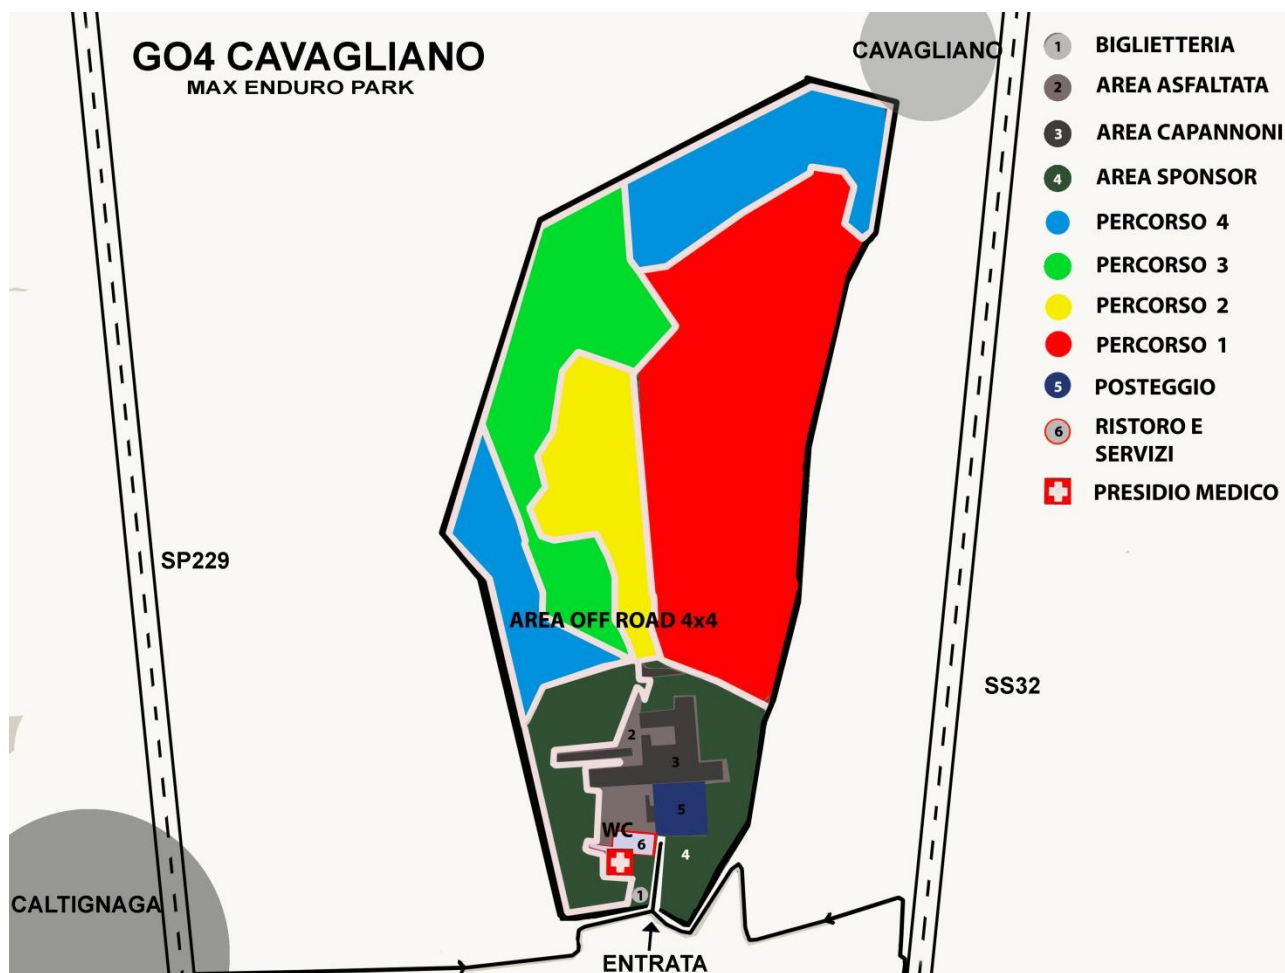 GO4 CAVAGLIANO
MAX ENDURO PARK
CAVAGLIANO
1 BIGLIETTERIA
2 AREA ASFALTATA
3 AREA CAPANNONI
4 AREA SPONSOR
PERCORSO 4
PERCORSO 3
PERCORSO 2
PERCORSO 1
5 POSTEGGIO
6 RISTORO E
SERVIZI
PRESIDIO MEDICO
SP229
AREA OFF ROAD 4x4
SS32
2
3
5
WC
6
4
1
CALTIGNAGA
ENTRATA